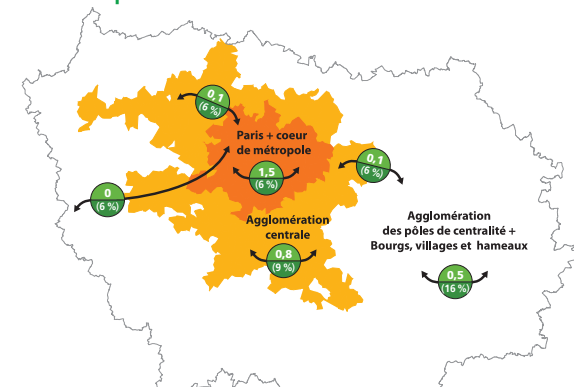 0,1
(6 %)
Paris + coeur
de métropole
1,5
(6 %)
0,1
(6 %)
0
(6 %)
Agglomération
centrale
0,8
(9 %)
Agglomération
des pôles de centralité +
Bourgs, villages et hameaux
0,5
(16 %)